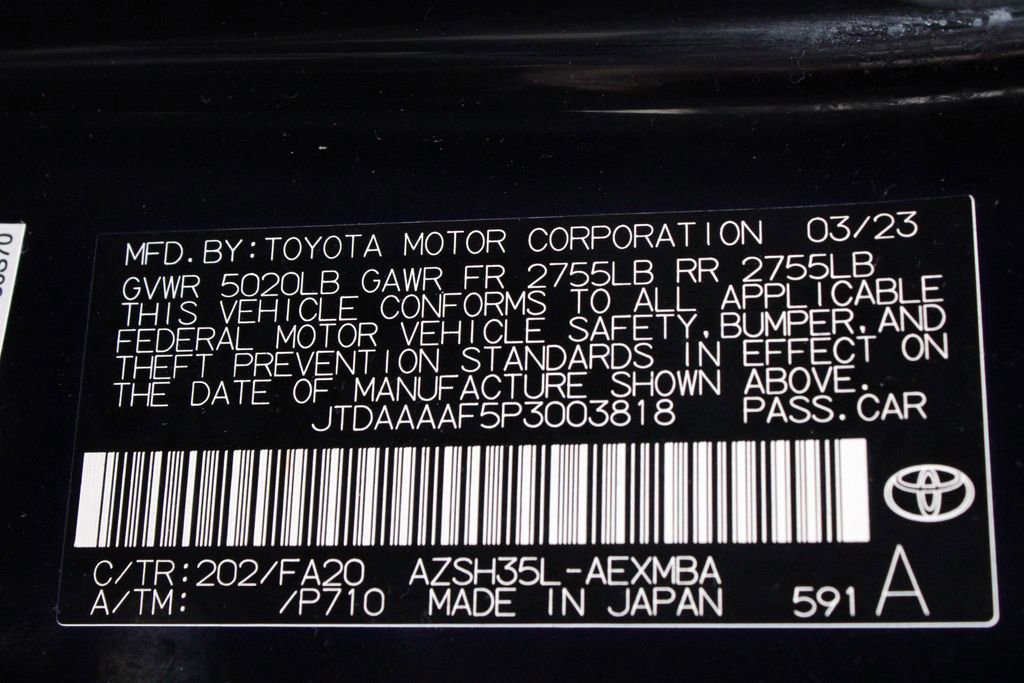 MFD.BY:TOYOTA MOTOR CORPORATION 03/23
GVWR 5020LB GAWR FR 2755LB RR 2755LB
THIS VEHICLE CONFORMS TO ALL APPLICABLE
FEDERAL MOTOR VEHICLE SAFETY,BUMPER,AND
THEFT PREVENTION STANDARDS IN EFFECT ON
THE DATE OF MANUFACTURE SHOWN ABOVE.
JTDAAAAF5P3003818 PASS.CAR
C/TR:202/FA20 AZSH35L-AEXMBA
A/TM: /P710 MADE IN JAPAN 591 A